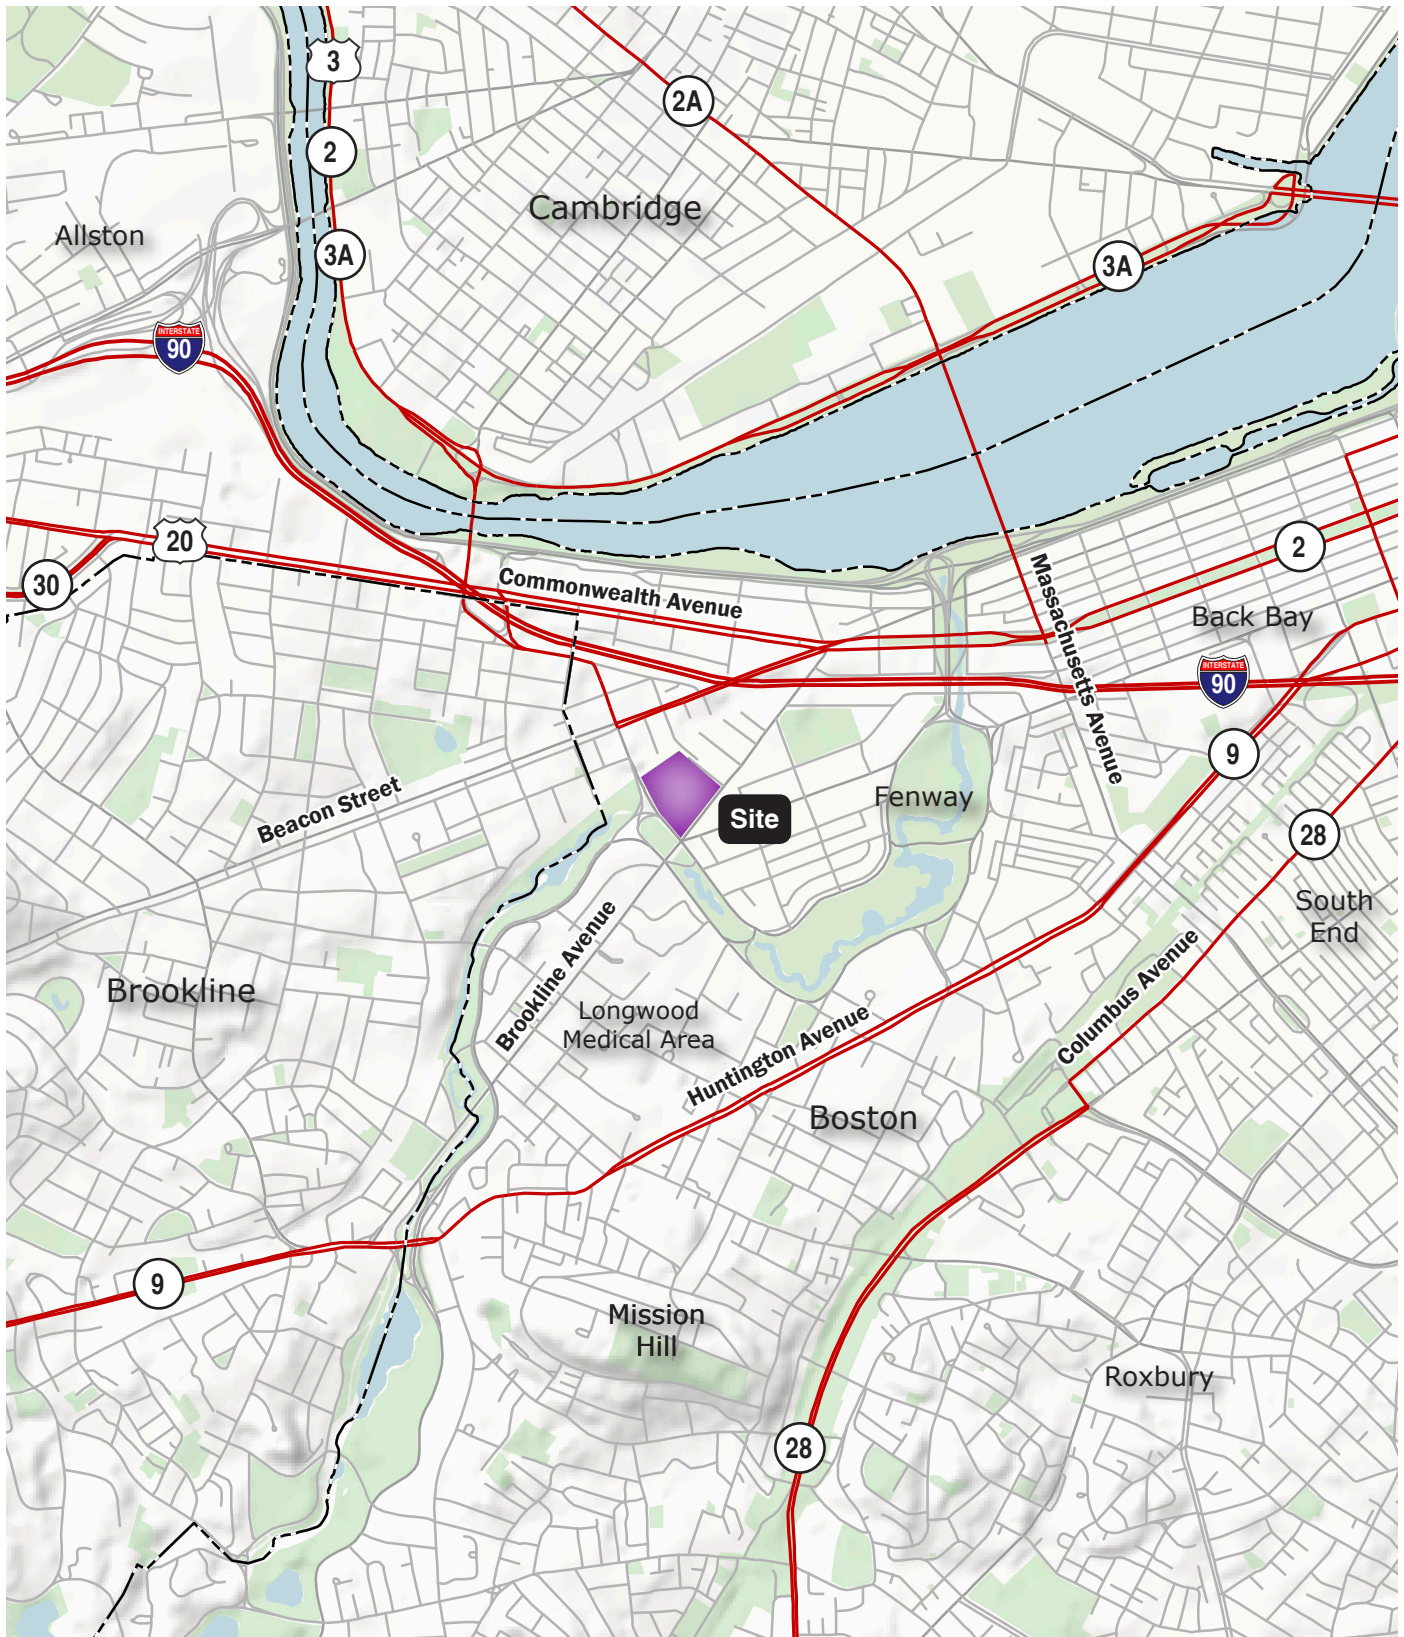 3
2A
2
Cambridge
Allston
3A
3A
INTERSTATE
90
20
2
30
Commonwealth Avenue
Massachusetts Avenue
Back Bay
INTERSTATE
90
9
Beacon Street
Fenway
Site
28
South
End
Brookline Avenue
Columbus Avenue
Brookline
Longwood
Medical Area
Huntington Avenue
Boston
9
Mission
Hill
Roxbury
28